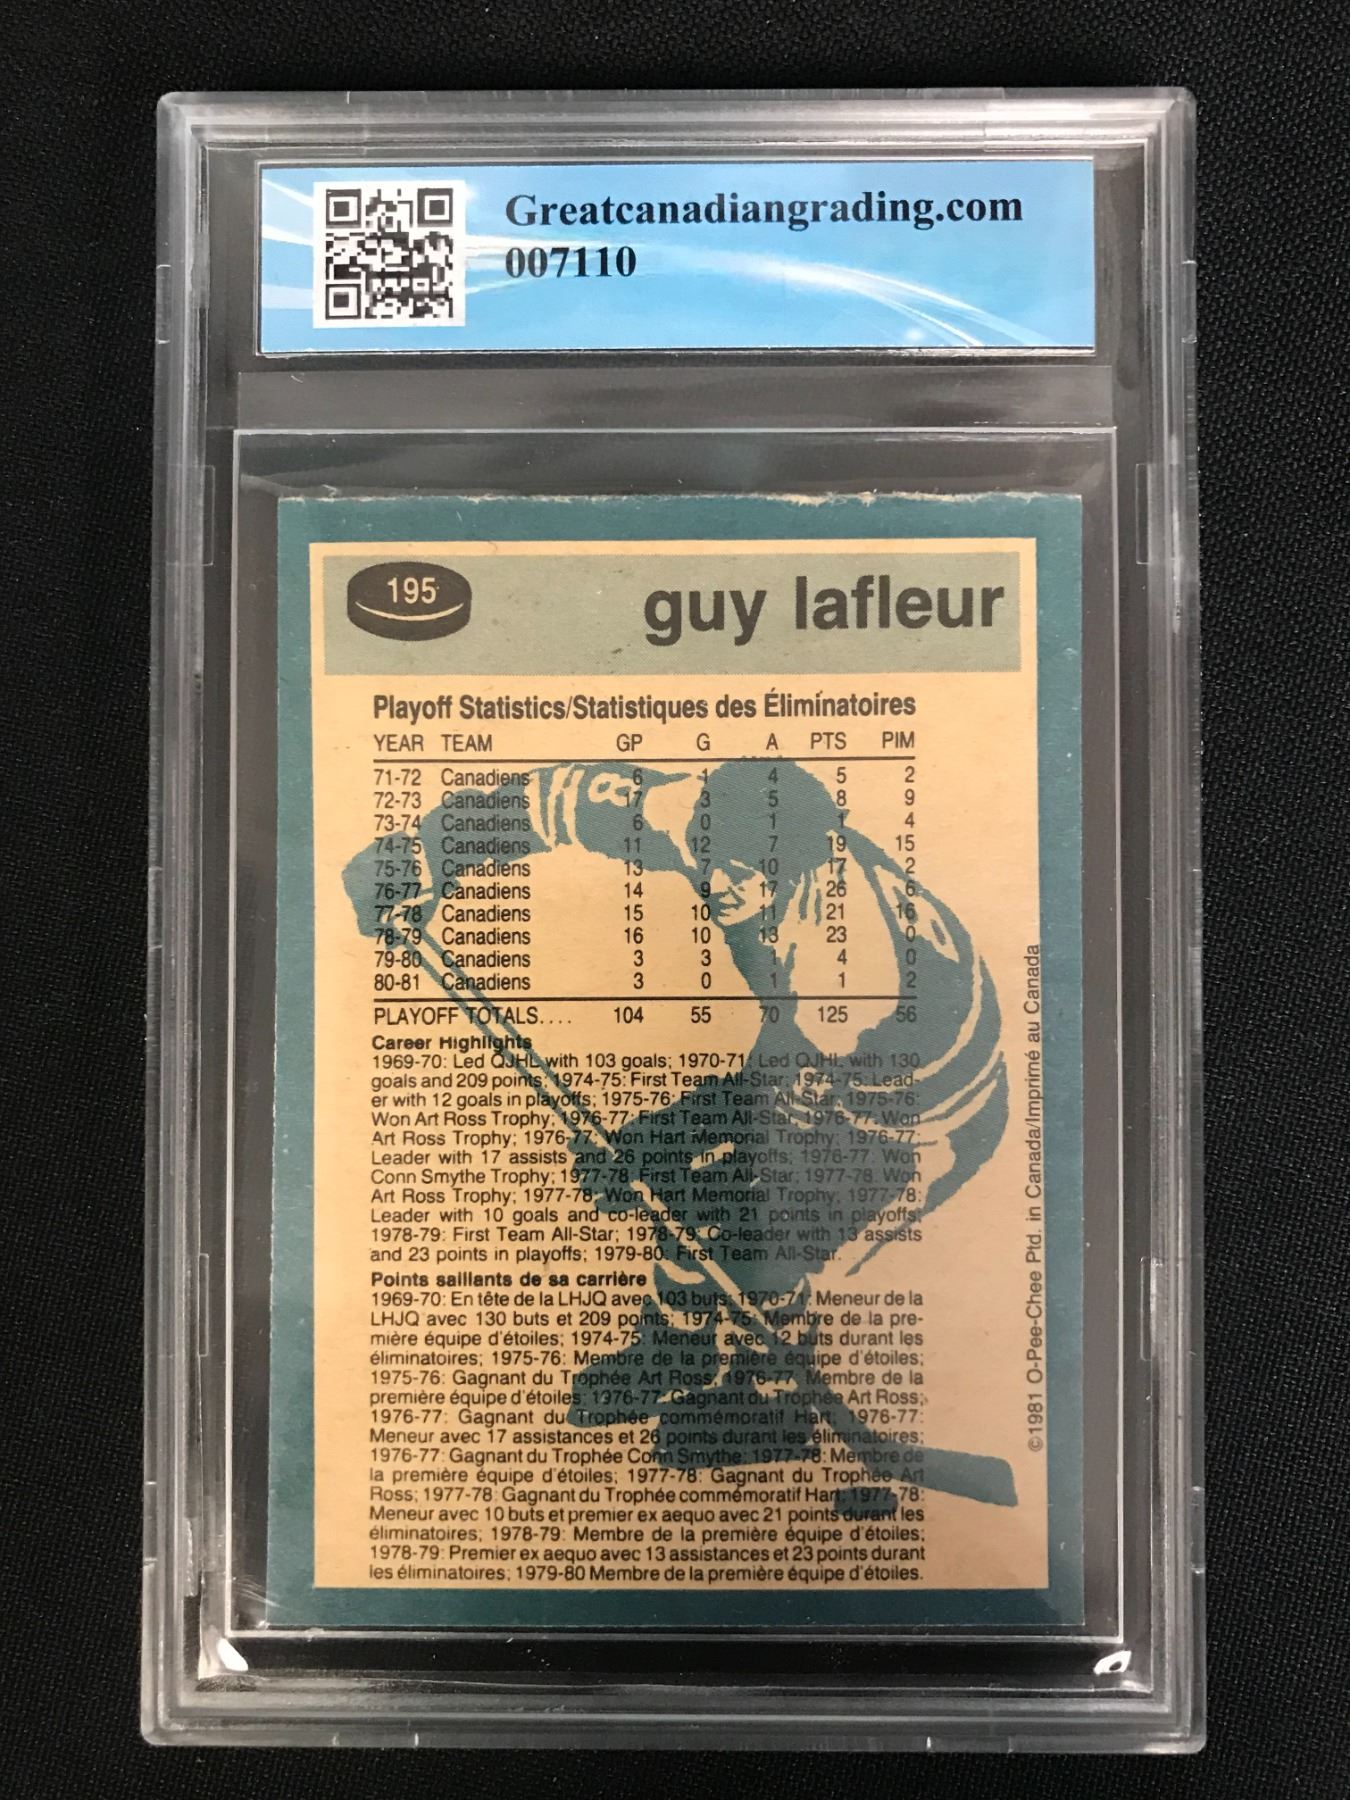 Greatcanadiangrading.com
007110
195
guy lafleur
Playoff Statistics/Statistiques des Éliminatoires
YEAR TEAM GP G A PTS PIM
71-72 Canadiens 6 1 4 5 2
72-73 Canadiens 17 3 5 8 9
73-74 Canadiens 6 0 1 1 4
74-75 Canadiens 11 12 7 19 15
75-76 Canadiens 13 7 10 17 2
76-77 Canadiens 14 9 17 26 6
77-78 Canadiens 15 10 11 21 16
78-79 Canadiens 16 10 13 23 0
79-80 Canadiens 3 3 1 4 0
80-81 Canadiens 3 0 1 1 2
PLAYOFF TOTALS.... 104 55 70 125 56
Career Highlights
1969-70: Led QJHL with 103 goals; 1970-71: Led QJHL with 130
goals and 209 points; 1974-75: First Team All-Star; 1974-75: Lead-
er with 12 goals in playoffs; 1975-76: First Team All-Star; 1975-76:
Won Art Ross Trophy; 1976-77: First Team All-Star; 1976-77: Won
Art Ross Trophy; 1976-77: Won Hart Memorial Trophy; 1976-77:
Leader with 17 assists and 26 points in playoffs; 1976-77: Won
Conn Smythe Trophy; 1977-78: First Team All-Star; 1977-78: Won
Art Ross Trophy; 1977-78: Won Hart Memorial Trophy; 1977-78:
Leader with 10 goals and co-leader with 21 points in playoffs;
1978-79: First Team All-Star; 1978-79: Co-leader with 13 assists
and 23 points in playoffs; 1979-80: First Team All-Star.
Points saillants de sa carrière
1969-70: En tête de la LHJQ avec 103 buts; 1970-71: Meneur de la
LHJQ avec 130 buts et 209 points; 1974-75: Membre de la pre-
mière équipe d'étoiles; 1974-75: Meneur avec 12 buts durant les
éliminatoires; 1975-76: Membre de la première équipe d'étoiles;
1975-76: Gagnant du Trophée Art Ross; 1976-77 Membre de la
première équipe d'étoiles; 1976-77: Gagnant du Trophée Art Ross;
1976-77: Gagnant du Trophée commémoratif Hart; 1976-77:
Meneur avec 17 assistances et 26 points durant les éliminatoires;
1976-77: Gagnant du Trophée Conn Smythe; 1977-78: Membre de
la première équipe d'étoiles; 1977-78: Gagnant du Trophée Art
Ross; 1977-78: Gagnant du Trophée commémoratif Hart; 1977-78:
Meneur avec 10 buts et premier ex aequo avec 21 points durant les
éliminatoires; 1978-79: Membre de la première équipe d'étoiles;
1978-79: Premier ex aequo avec 13 assistances et 23 points durant
les éliminatoires; 1979-80 Membre de la première équipe d'étoiles.
©1981 O-Pee-Chee Ptd. in Canada/Imprimé au Canada